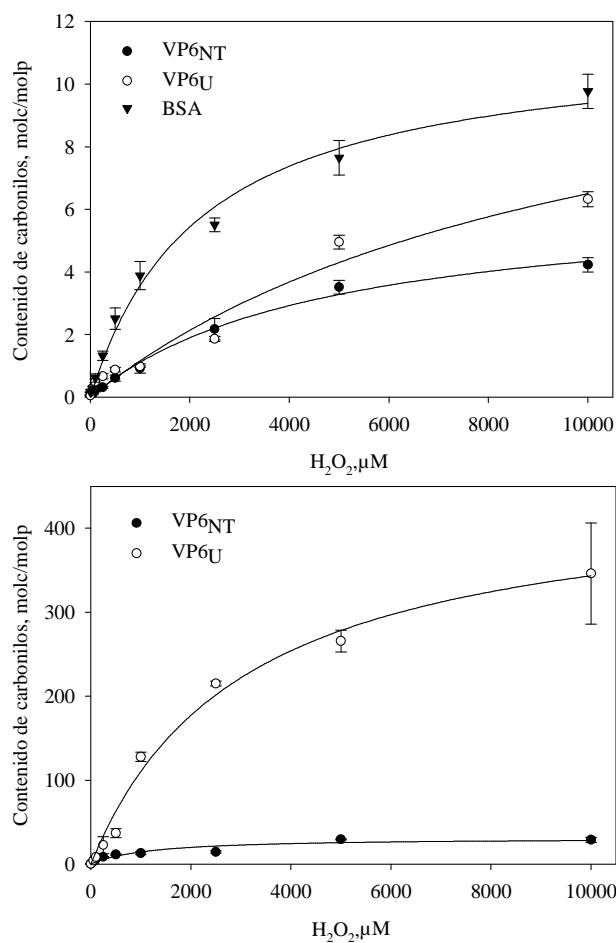 12
10
8
6
4
2
0
Contenido de carbonilos, molc/molp
VP6NT
VP6U
BSA
0 2000 4000 6000 8000 10000
H2O2,µM
400
300
200
100
0
Contenido de carbonilos, molc/molp
VP6NT
VP6U
0 2000 4000 6000 8000 10000
H2O2,µM